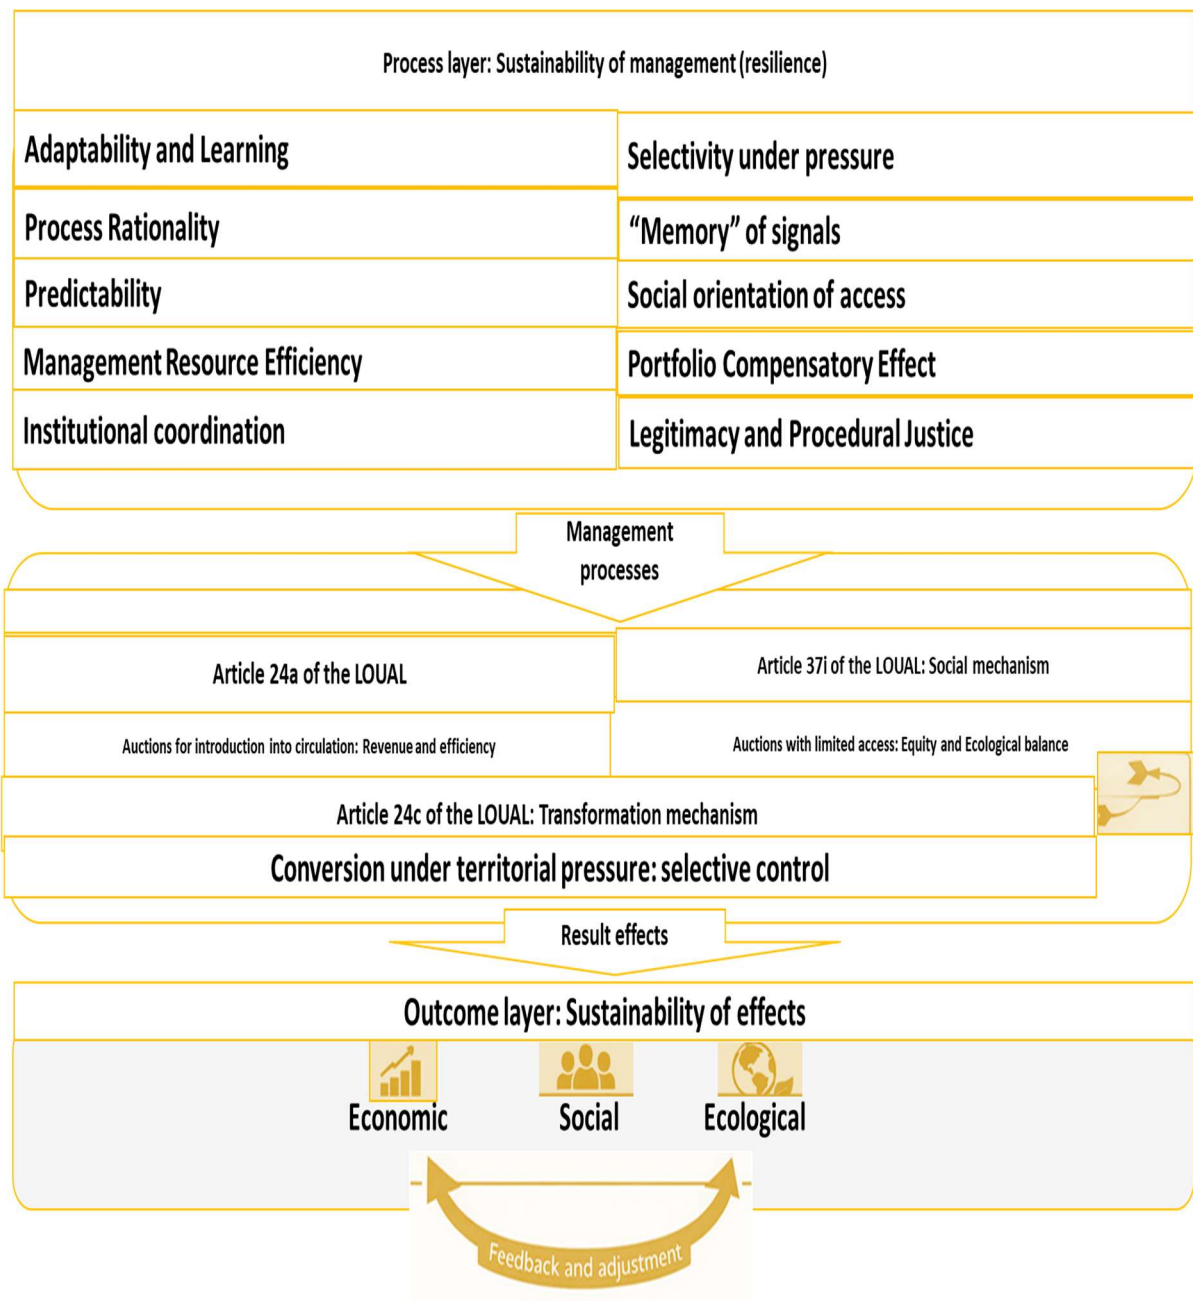 Process layer: Sustainability of management (resilience)
Adaptability and Learning
Selectivity under pressure
Process Rationality
“Memory” of signals
Predictability
Social orientation of access
Management Resource Efficiency
Portfolio Compensatory Effect
Institutional coordination
Legitimacy and Procedural Justice
Management
processes
Article 24a of the LOUAL
Article 37i of the LOUAL: Social mechanism
Auctions for introduction into circulation: Revenue and efficiency
Auctions with limited access: Equity and Ecological balance
Article 24c of the LOUAL: Transformation mechanism
Conversion under territorial pressure: selective control
Result effects
Outcome layer: Sustainability of effects
Economic
Social
Ecological
Feedback and adjustment